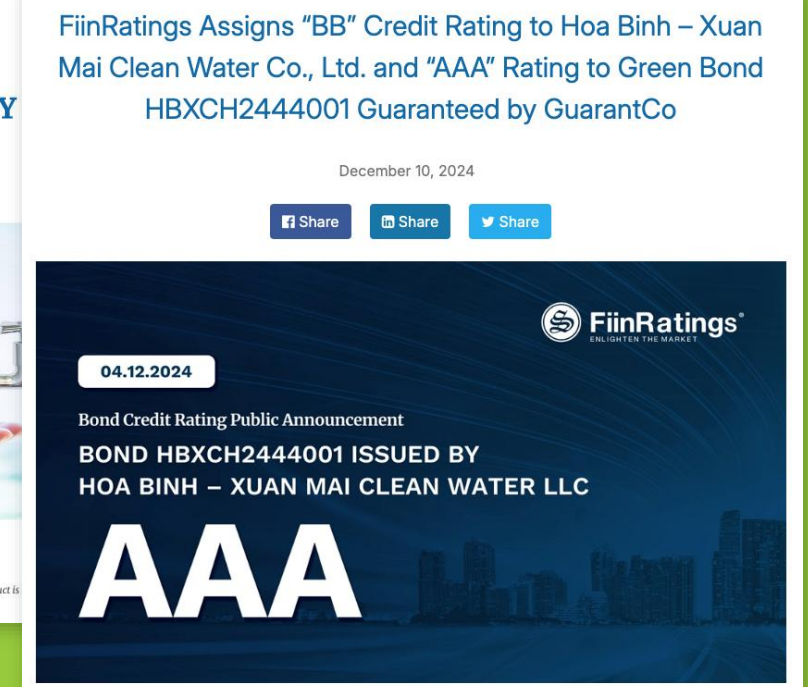 FiinRatings Assigns “BB” Credit Rating to Hoa Binh – Xuan
Mai Clean Water Co., Ltd. and “AAA” Rating to Green Bond
HBXCH2444001 Guaranteed by GuarantCo
Y
December 10, 2024
Share
Share
Share
FiinRatings
ENLIGHTEN THE MARKET
04.12.2024
Bond Credit Rating Public Announcement
BOND HBXCH2444001 ISSUED BY
HOA BINH – XUAN MAI CLEAN WATER LLC
AAA
uct is